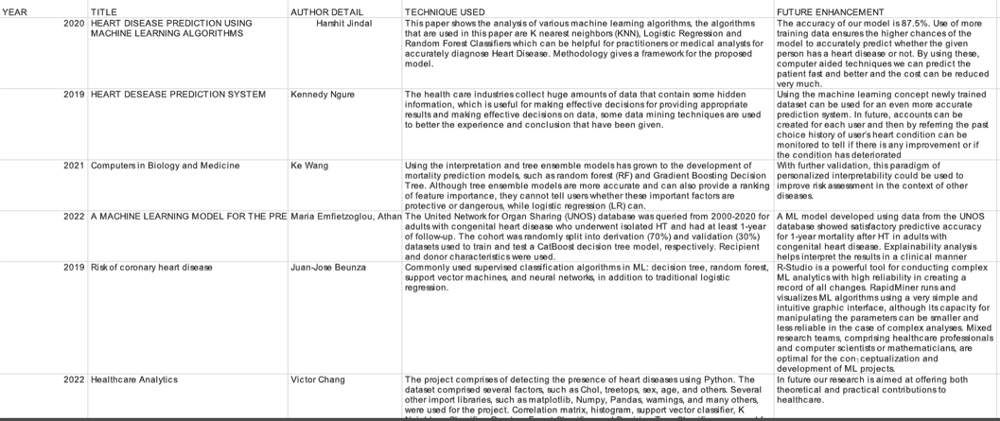 YEAR TITLE AUTHOR DETAIL TECHNIQUE USED FUTURE ENHANCEMENT
2020 HEART DISEASE PREDICTION USING
MACHINE LEARNING ALGORITHMS
Harshit Jindal
This paper shows the analysis of various machine learning algorithms, the algorithms
that are used in this paper are K nearest neighbors (KNN), Logistic Regression and
Random Forest Classifiers which can be helpful for practitioners or medical analysts for
accurately diagnose Heart Disease. Methodology gives a framework for the proposed
model.
The accuracy of our model is 87.5%. Use of more
training data ensures the higher chances of the
model to accurately predict whether the given
person has a heart disease or not. By using these,
computer aided techniques we can predict the
patient fast and better and the cost can be reduced
very much.
2019 HEART DESEASE PREDICTION SYSTEM
Kennedy Ngure
The health care industries collect huge amounts of data that contain some hidden
information, which is useful for making effective decisions for providing appropriate
results and making effective decisions on data, some data mining techniques are used
to better the experience and conclusion that have been given.
Using the machine learning concept newly trained
dataset can be used for an even more accurate
prediction system. In future, accounts can be
created for each user and then by referring the past
choice history of user's heart condition can be
monitored to tell if there is any improvement or if
the condition has deteriorated
2021 Computers in Biology and Medicine
Ke Wang
Using the interpretation and tree ensemble models has grown to the development of
mortality prediction models, such as random forest (RF) and Gradient Boosting Decision
Tree. Although tree ensemble models are more accurate and can also provide a ranking
of feature importance, they cannot tell users whether these important factors are
protective or dangerous, while logistic regression (LR) can.
With further validation, this paradigm of
personalized interpretability could be used to
improve risk assessment in the context of other
diseases.
2022 A MACHINE LEARNING MODEL FOR THE PRE
Maria Emfietzoglou, Athan
The United Network for Organ Sharing (UNOS) database was queried from 2000-2020 for
adults with congenital heart disease who underwent isolated HT and had at least 1-year
of follow-up. The cohort was randomly split into derivation (70%) and validation (30%)
datasets used to train and test a CatBoost decision tree model, respectively. Recipient
and donor characteristics were used.
A ML model developed using data from the UNOS
database showed satisfactory predictive accuracy
for 1-year mortality after HT in adults with
congenital heart disease. Explainability analysis
helps interpret the results in a clinical manner
2019 Risk of coronary heart disease
Juan-Jose Beunza
Commonly used supervised classification algorithms in ML: decision tree, random forest,
support vector machines, and neural networks, in addition to traditional logistic
regression.
R-Studio is a powerful tool for conducting complex
ML analytics with high reliability in creating a
record of all changes. RapidMiner runs and
visualizes ML algorithms using a very simple and
intuitive graphic interface, although its capacity for
manipulating the parameters can be smaller and
less reliable in the case of complex analyses. Mixed
research teams, comprising healthcare professionals
and computer scientists or mathematicians, are
optimal for the con ceptualization and
development of ML projects.
2022 Healthcare Analytics
Victor Chang
The project comprises of detecting the presence of heart diseases using Python. The
dataset comprised several factors, such as Chol, treetops, sex, age, and others. Several
other import libraries, such as matplotlib, Numpy, Pandas, warnings, and many others,
were used for the project. Correlation matrix, histogram, support vector classifier, K
In future our research is aimed at offering both
theoretical and practical contributions to
healthcare.